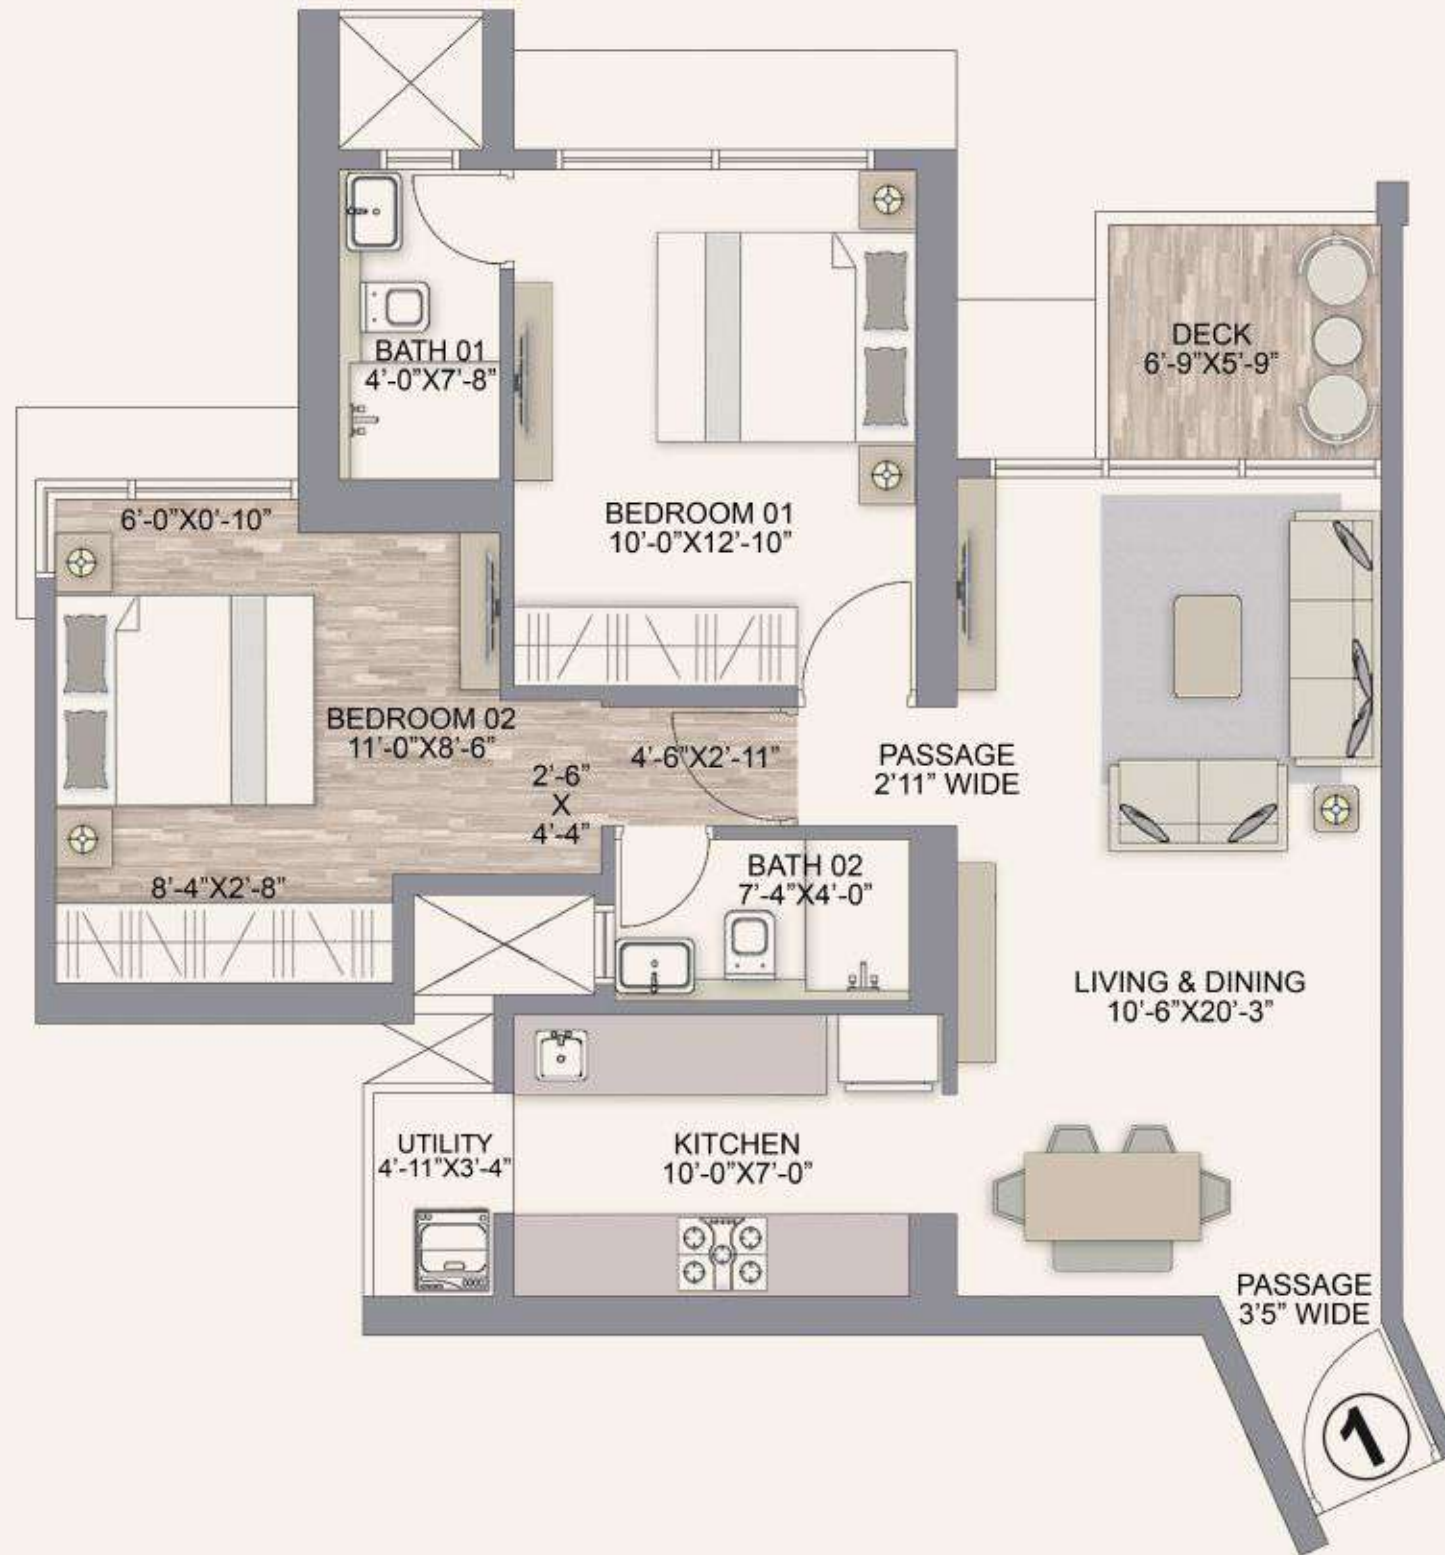 BATH 01
4'-0"X7'-8"
DECK
6'-9"X5'-9"
6'-0"X0'-10"
BEDROOM 01
10'-0"X12'-10"
BEDROOM 02
11'-0"X8'-6"
2'-6"
X
4'-4"
4'-6"X2'-11"
PASSAGE
2'11" WIDE
8'-4"X2'-8"
BATH 02
7'-4"X4'-0"
LIVING & DINING
10'-6"X20'-3"
UTILITY
4'-11"X3'-4"
KITCHEN
10'-0"X7'-0"
PASSAGE
3'5" WIDE
1